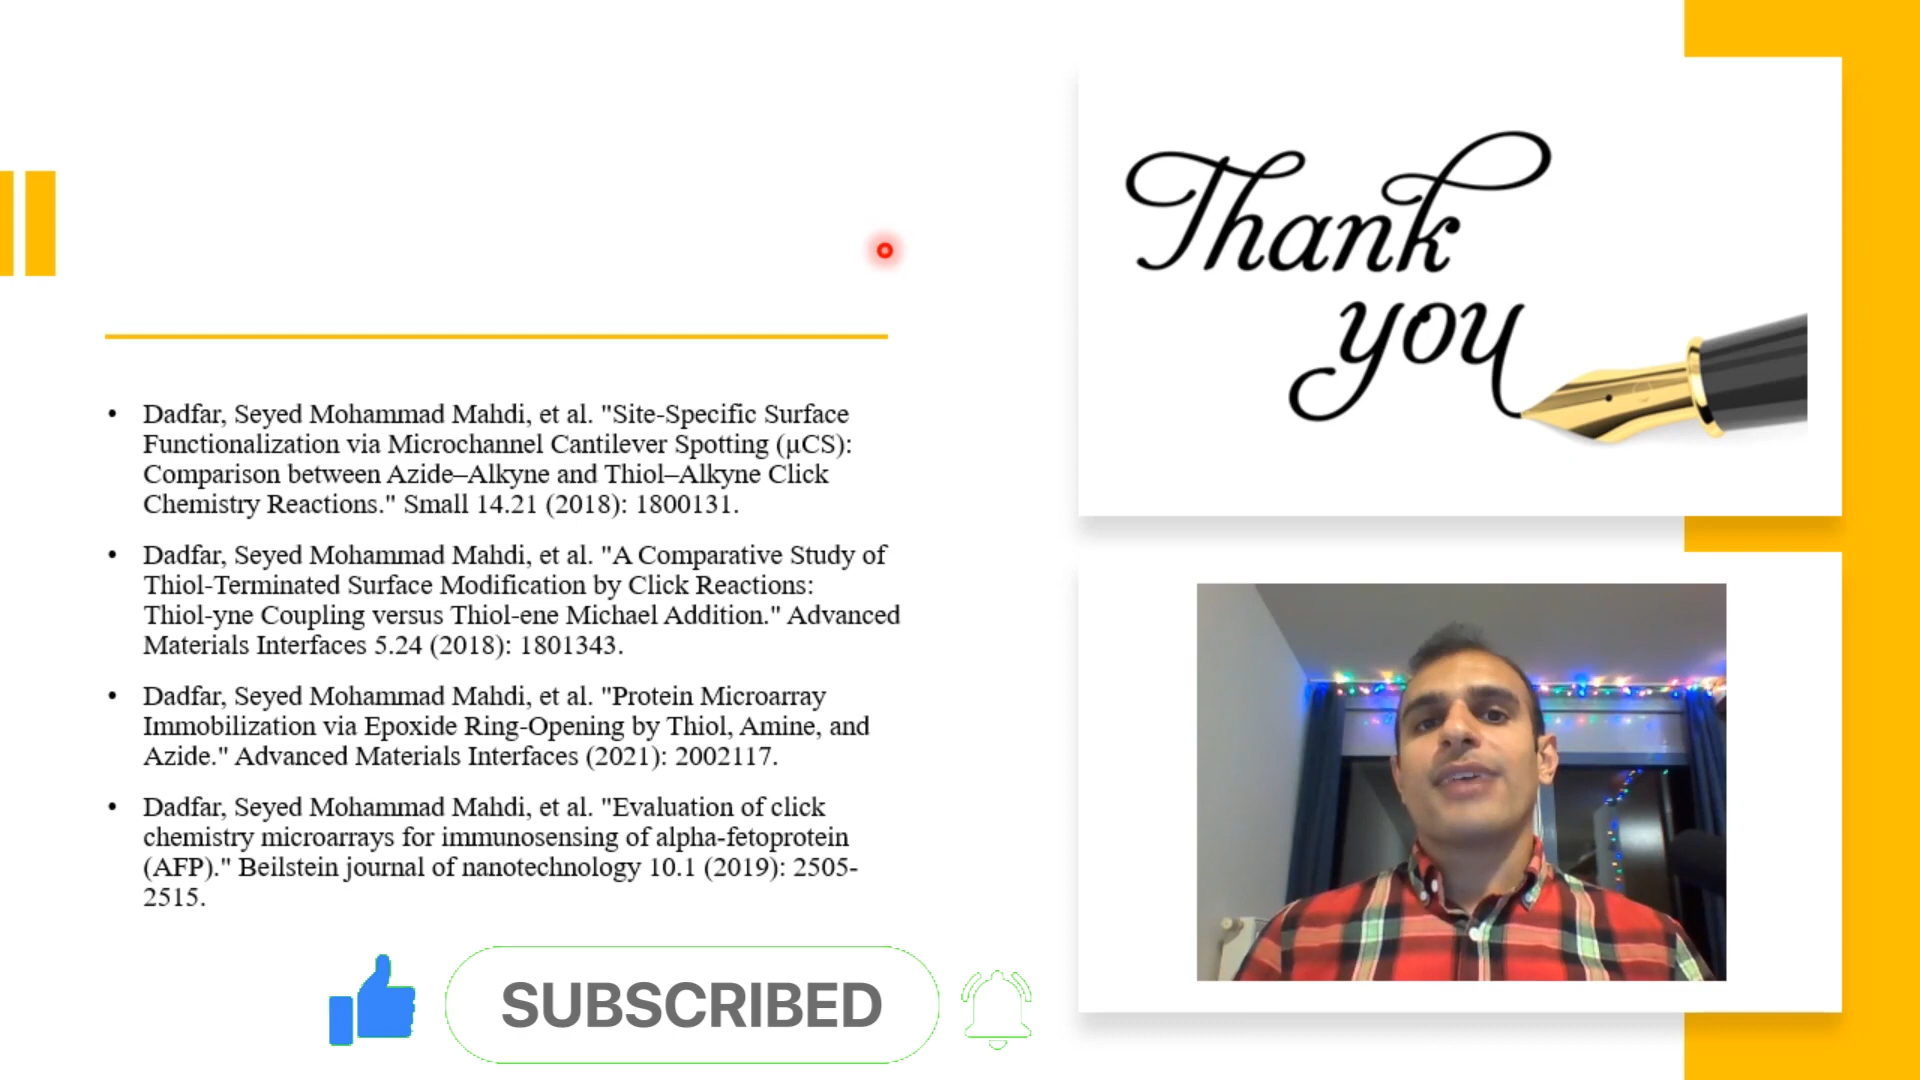 Thank
you
• Dadfar, Seyed Mohammad Mahdi, et al. "Site-Specific Surface
Functionalization via Microchannel Cantilever Spotting (µCS):
Comparison between Azide–Alkyne and Thiol–Alkyne Click
Chemistry Reactions." Small 14.21 (2018): 1800131.
• Dadfar, Seyed Mohammad Mahdi, et al. "A Comparative Study of
Thiol-Terminated Surface Modification by Click Reactions:
Thiol-yne Coupling versus Thiol-ene Michael Addition." Advanced
Materials Interfaces 5.24 (2018): 1801343.
• Dadfar, Seyed Mohammad Mahdi, et al. "Protein Microarray
Immobilization via Epoxide Ring-Opening by Thiol, Amine, and
Azide." Advanced Materials Interfaces (2021): 2002117.
• Dadfar, Seyed Mohammad Mahdi, et al. "Evaluation of click
chemistry microarrays for immunosensing of alpha-fetoprotein
(AFP)." Beilstein journal of nanotechnology 10.1 (2019): 2505-
2515.
SUBSCRIBED